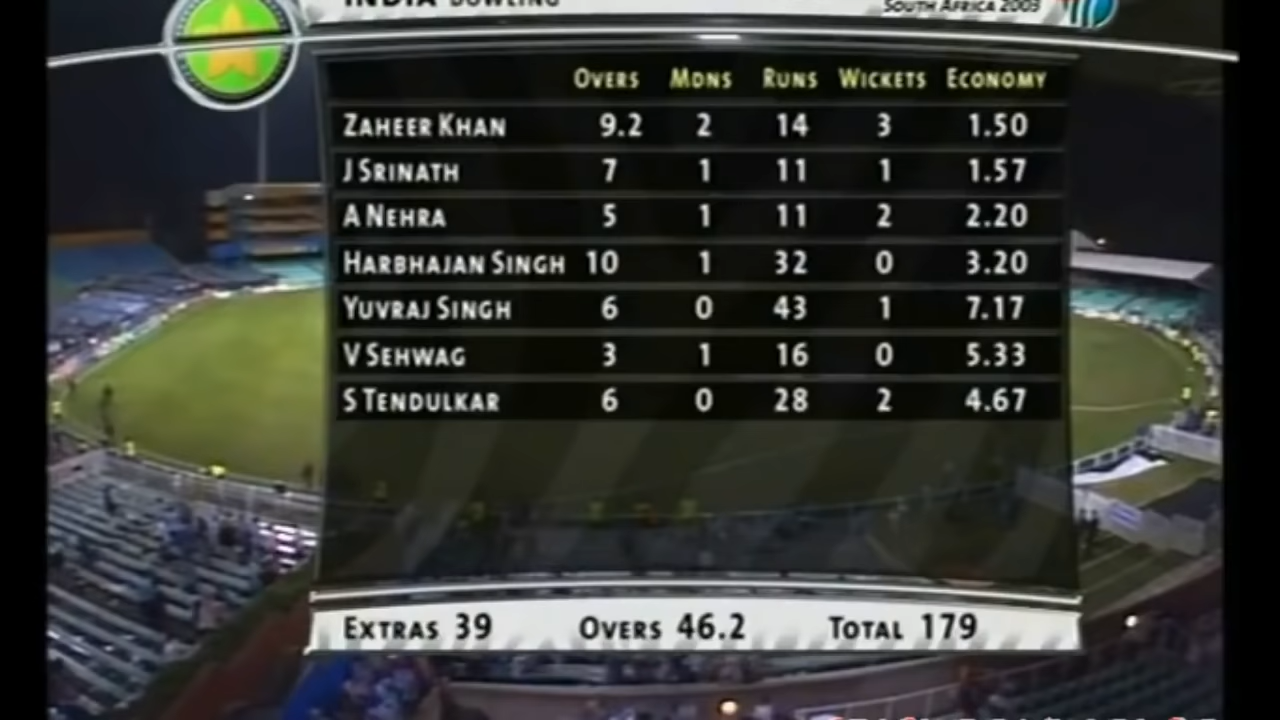 INDIA BOWLING
SOUTH AFRICA 2003
OVERS MDNS RUNS WICKETS ECONOMY
ZAHEER KHAN 9.2 2 14 3 1.50
J SRINATH 7 1 11 1 1.57
A NEHRA 5 1 11 2 2.20
HARBHAJAN SINGH 10 1 32 0 3.20
YUVRAJ SINGH 6 0 43 1 7.17
V SEHWAG 3 1 16 0 5.33
S TENDULKAR 6 0 28 2 4.67
EXTRAS 39 OVERS 46.2 TOTAL 179